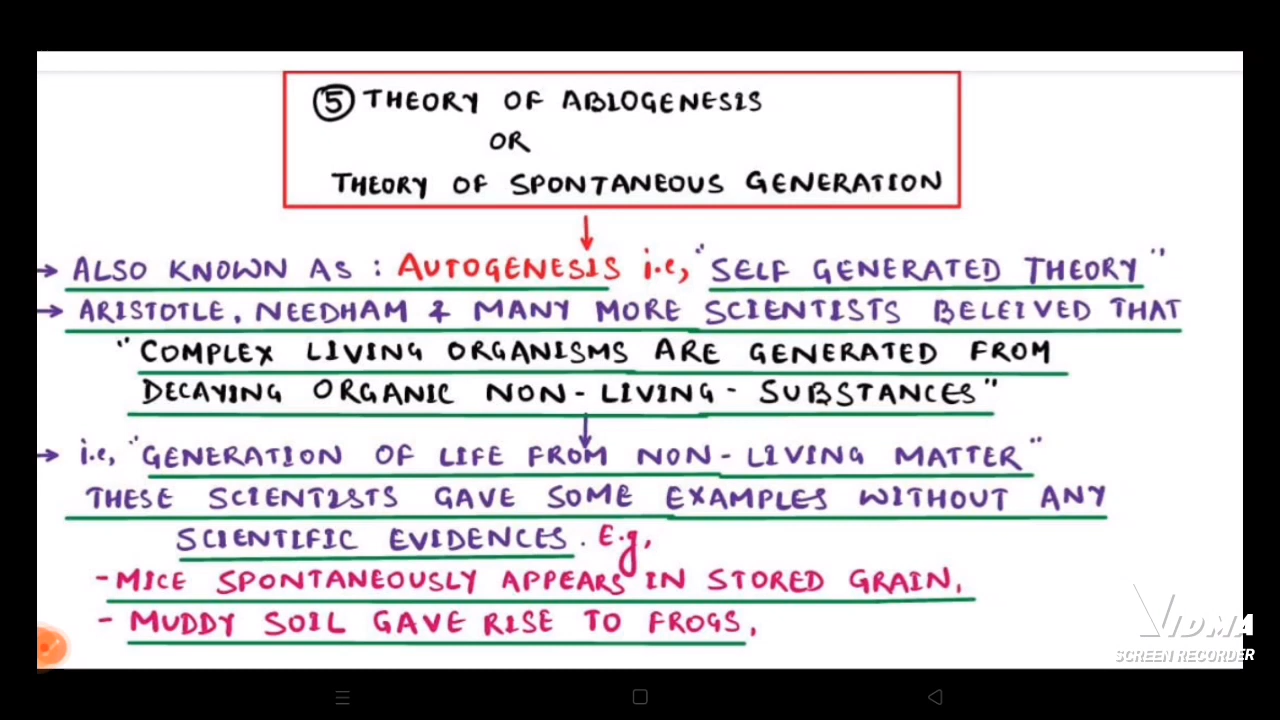 ⑤ THEORY OF ABIOGENESIS
OR
THEORY OF SPONTANEOUS GENERATION
→ ALSO KNOWN AS : AUTOGENESIS i.e, "SELF GENERATED THEORY"
→ ARISTOTLE, NEEDHAM & MANY MORE SCIENTISTS BELEIVED THAT
"COMPLEX LIVING ORGANISMS ARE GENERATED FROM
DECAYING ORGANIC NON-LIVING-SUBSTANCES"
→ i.e, "GENERATION OF LIFE FROM NON-LIVING MATTER"
THESE SCIENTISTS GAVE SOME EXAMPLES WITHOUT ANY
SCIENTIFIC EVIDENCES. E.g,
- MICE SPONTANEOUSLY APPEARS IN STORED GRAIN,
- MUDDY SOIL GAVE RISE TO FROGS,
VIDMA
SCREEN RECORDER